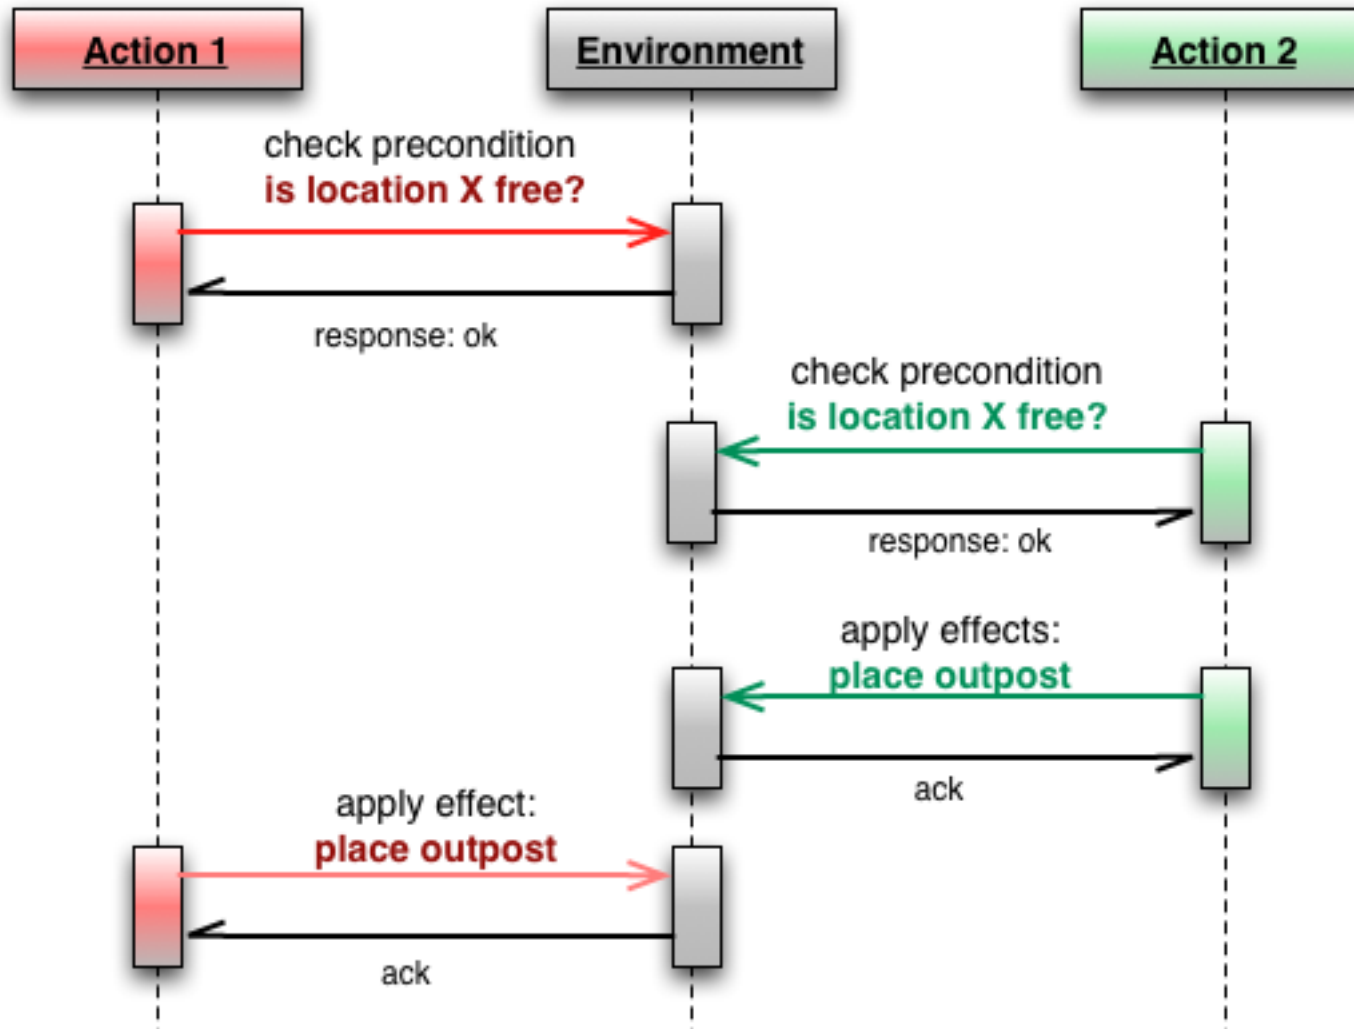 Action 1
Environment
Action 2
check precondition
is location X free?
response: ok
check precondition
is location X free?
response: ok
apply effects:
place outpost
ack
apply effect:
place outpost
ack